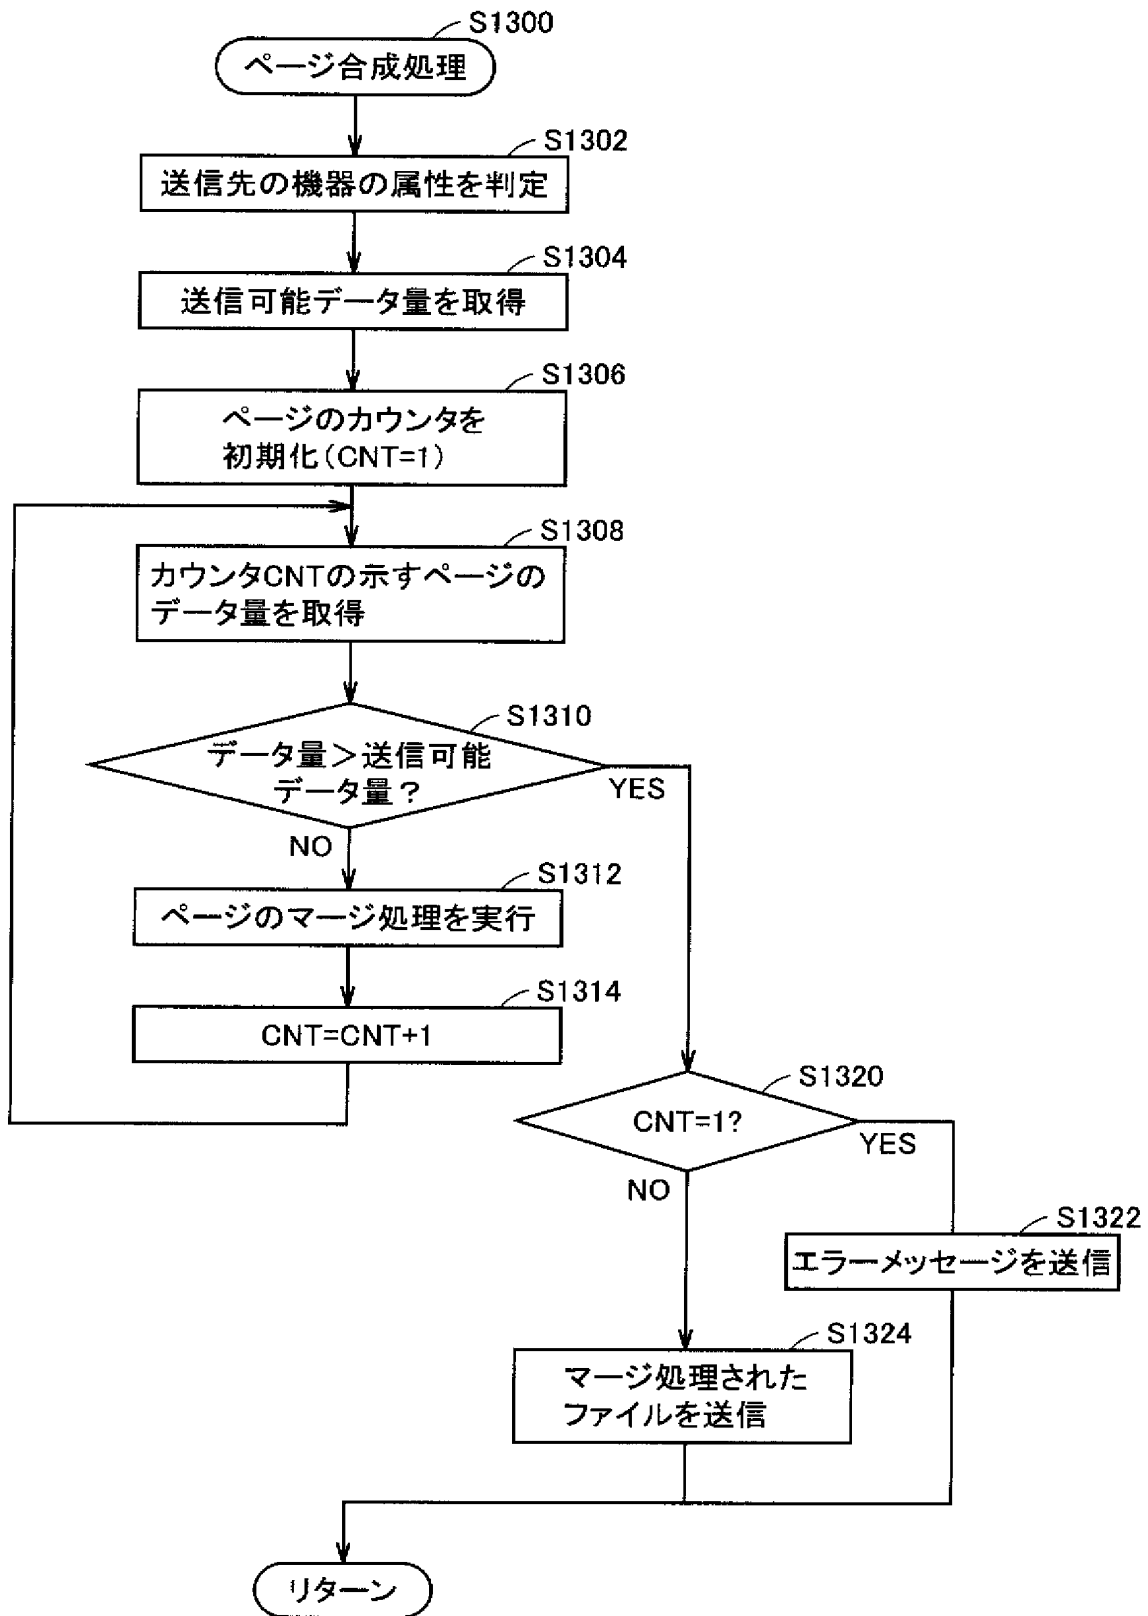 S1300
ページ合成処理
S1302
送信先の機器の属性を判定
S1304
送信可能データ量を取得
S1306
ページのカウンタを
初期化(CNT=1)
S1308
カウンタCNTの示すページの
データ量を取得
S1310
データ量>送信可能
データ量?
YES
NO
S1312
ページのマージ処理を実行
S1314
CNT=CNT+1
S1320
CNT=1?
YES
NO
S1322
エラーメッセージを送信
S1324
マージ処理された
ファイルを送信
リターン